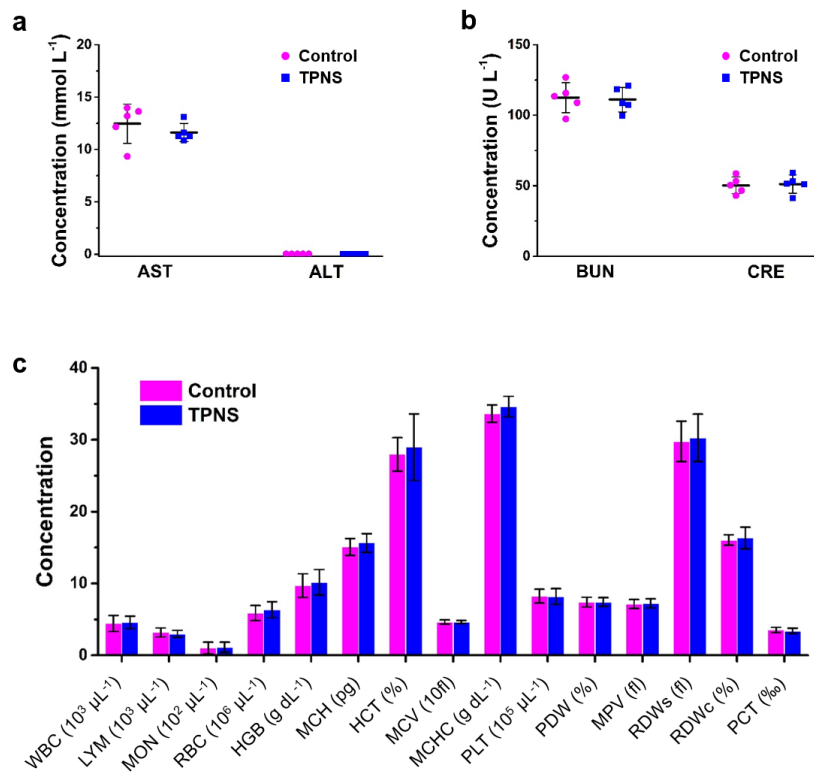 a
Concentration (mmol L⁻¹)
20
15
10
5
0
Control
TPNS
AST
ALT
b
Concentration (U L⁻¹)
150
100
50
0
Control
TPNS
BUN
CRE
c
Concentration
40
30
20
10
0
Control
TPNS
WBC (10³ µL⁻¹)
LYM (10³ µL⁻¹)
MON (10² µL⁻¹)
RBC (10⁶ µL⁻¹)
HGB (g dL⁻¹)
MCH (pg)
HCT (%)
MCV (10fl)
MCHC (g dL⁻¹)
PLT (10⁵ µL⁻¹)
PDW (%)
MPV (fl)
RDWs (fl)
RDWc (%)
PCT (‰)